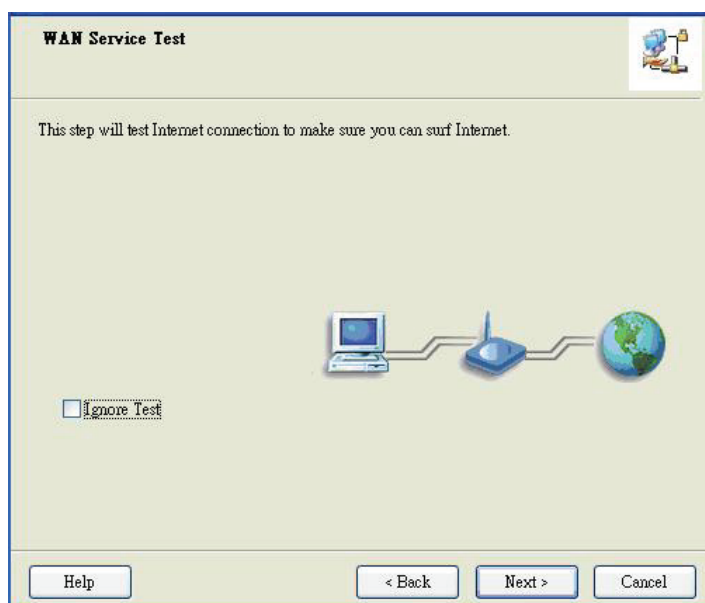 WAN Service Test
This step will test Internet connection to make sure you can surf Internet.
Ignore Test
Help
< Back
Next >
Cancel